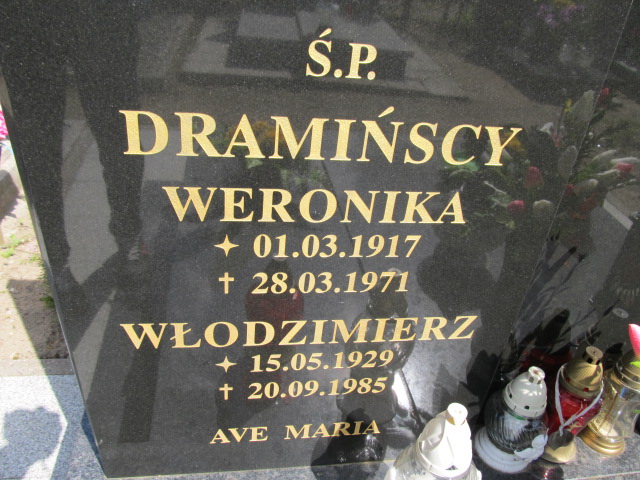 Ś.P.
DRAMIŃSCY
WERONIKA
✦ 01.03.1917
✝ 28.03.1971
WŁODZIMIERZ
✦ 15.05.1929
✝ 20.09.1985
AVE MARIA